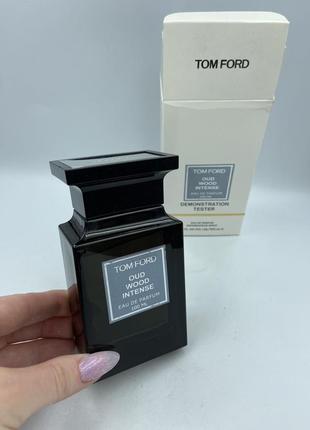 TOM FORD
TOM FORD
OUD
WOOD
INTENSE
EAU DE PARFUM
DEMONSTRATION
TESTER
TOM FORD
OUD
WOOD
INTENSE
EAU DE PARFUM
100 ML